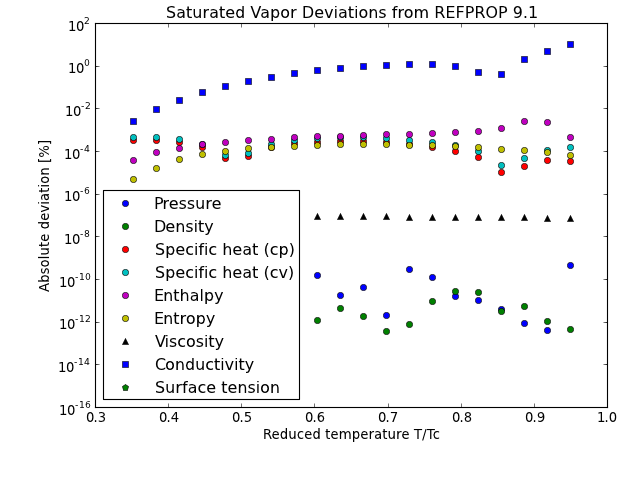 Saturated Vapor Deviations from REFPROP 9.1
10^2
10^0
10^-2
10^-4
10^-6
10^-8
10^-10
10^-12
10^-14
10^-16
Absolute deviation [%]
Pressure
Density
Specific heat (cp)
Specific heat (cv)
Enthalpy
Entropy
Viscosity
Conductivity
Surface tension
0.3 0.4 0.5 0.6 0.7 0.8 0.9 1.0
Reduced temperature T/Tc